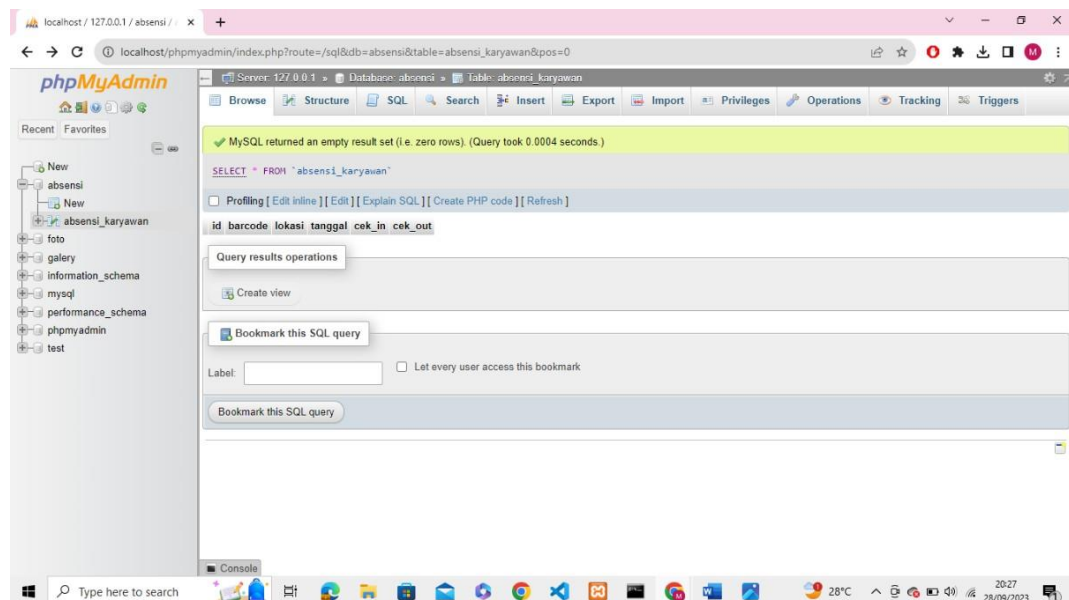 localhost / 127.0.0.1 / absensi /
localhost/phpmyadmin/index.php?route=/sql&db=absensi&table=absensi_karyawan&pos=0
M
phpMyAdmin
Recent Favorites
New
absensi
New
absensi_karyawan
foto
galery
information_schema
mysql
performance_schema
phpmyadmin
test
Server: 127.0.0.1 » Database: absensi » Table: absensi_karyawan
Browse Structure SQL Search Insert Export Import Privileges Operations Tracking Triggers
MySQL returned an empty result set (i.e. zero rows). (Query took 0.0004 seconds.)
SELECT * FROM `absensi_karyawan`
Profiling [ Edit inline ] [ Edit ] [ Explain SQL ] [ Create PHP code ] [ Refresh ]
id barcode lokasi tanggal cek_in cek_out
Query results operations
Create view
Bookmark this SQL query
Label: Let every user access this bookmark
Bookmark this SQL query
Console
Type here to search
28°C
20:27
28/09/2023